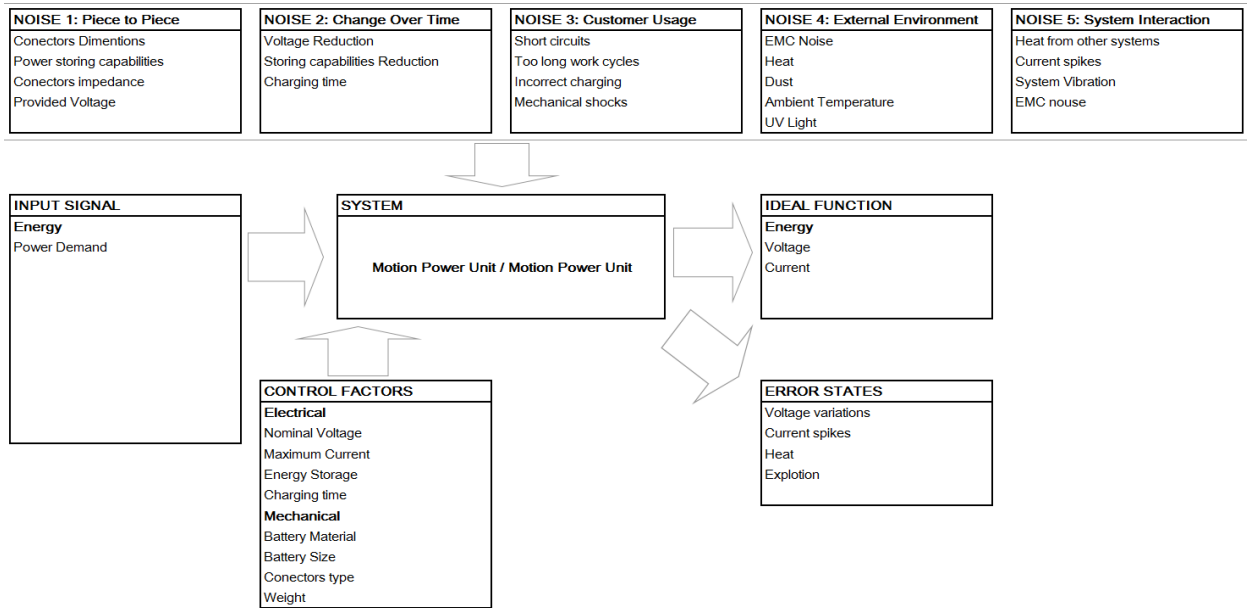 NOISE 1: Piece to Piece
Conectors Dimentions
Power storing capabilities
Conectors impedance
Provided Voltage
NOISE 2: Change Over Time
Voltage Reduction
Storing capabilities Reduction
Charging time
NOISE 3: Customer Usage
Short circuits
Too long work cycles
Incorrect charging
Mechanical shocks
NOISE 4: External Environment
EMC Noise
Heat
Dust
Ambient Temperature
UV Light
NOISE 5: System Interaction
Heat from other systems
Current spikes
System Vibration
EMC nouse
INPUT SIGNAL
Energy
Power Demand
SYSTEM
Motion Power Unit / Motion Power Unit
IDEAL FUNCTION
Energy
Voltage
Current
CONTROL FACTORS
Electrical
Nominal Voltage
Maximum Current
Energy Storage
Charging time
Mechanical
Battery Material
Battery Size
Conectors type
Weight
ERROR STATES
Voltage variations
Current spikes
Heat
Explotion